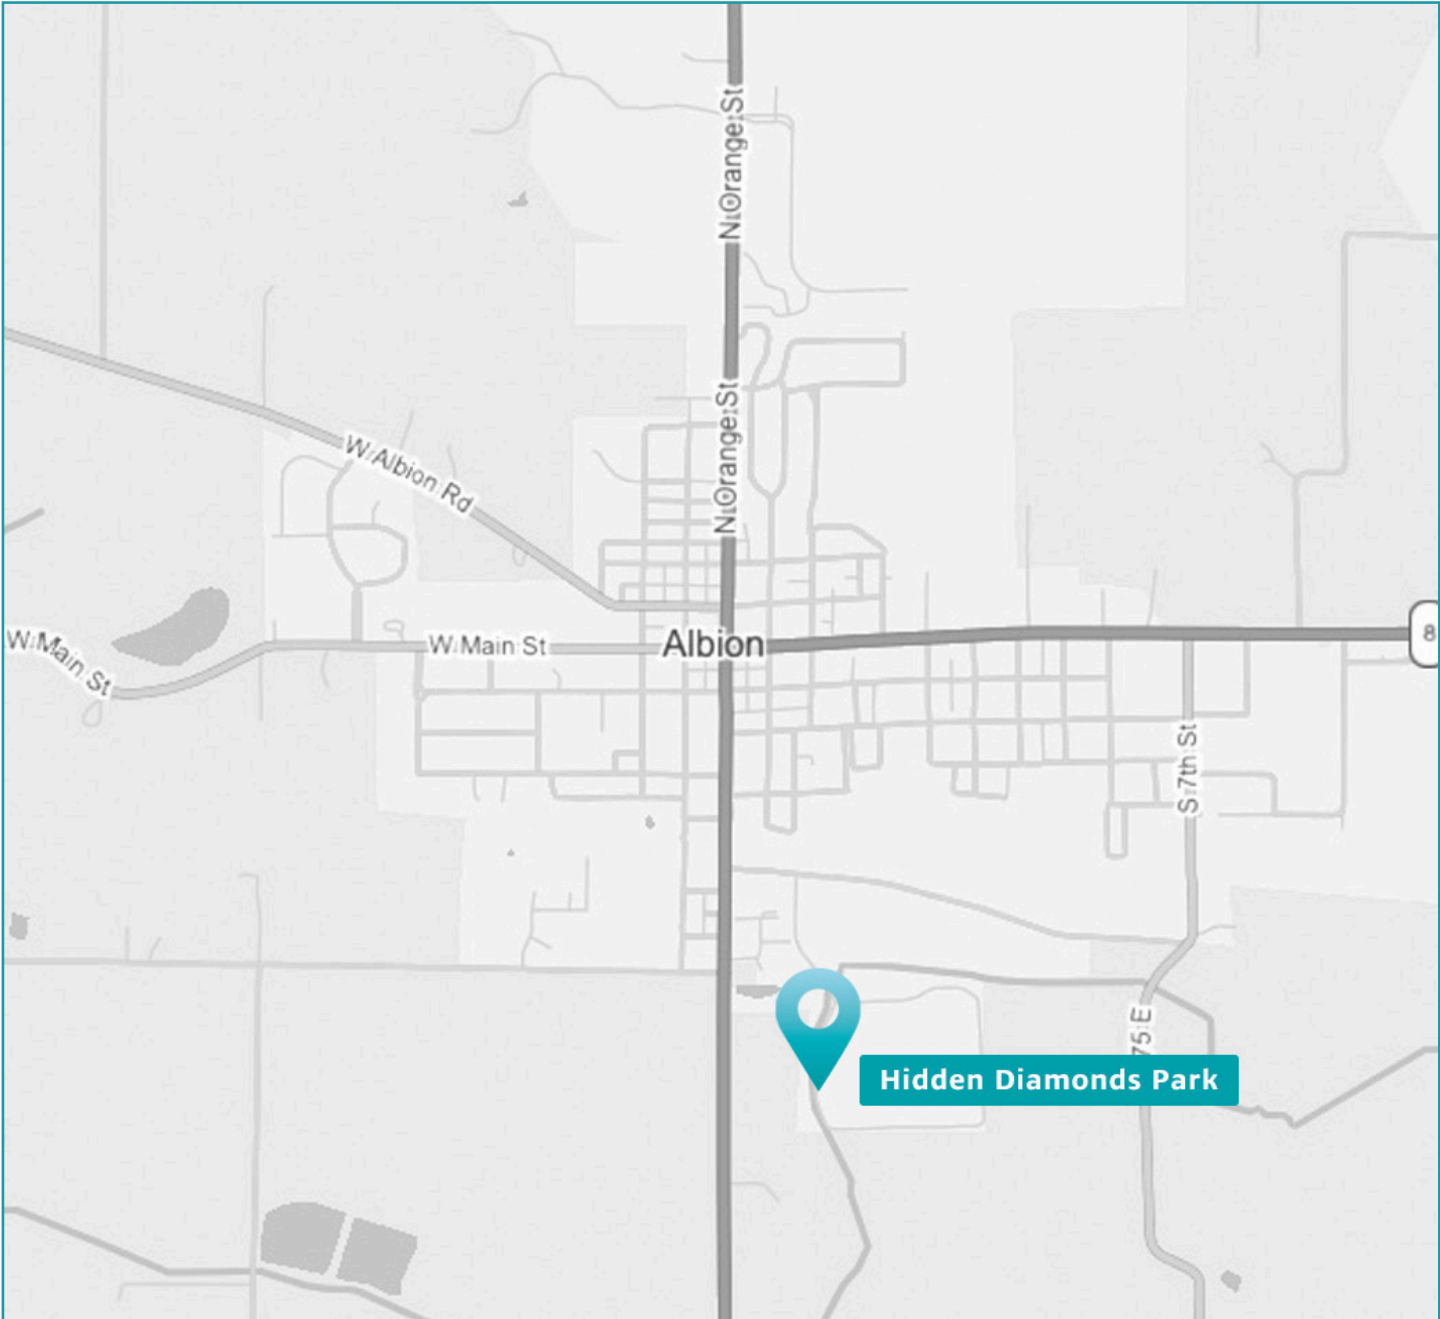 N Orange St
N Orange St
W Albion Rd
W Main St
W Main St
Albion
8
S 7th St
75 E
Hidden Diamonds Park